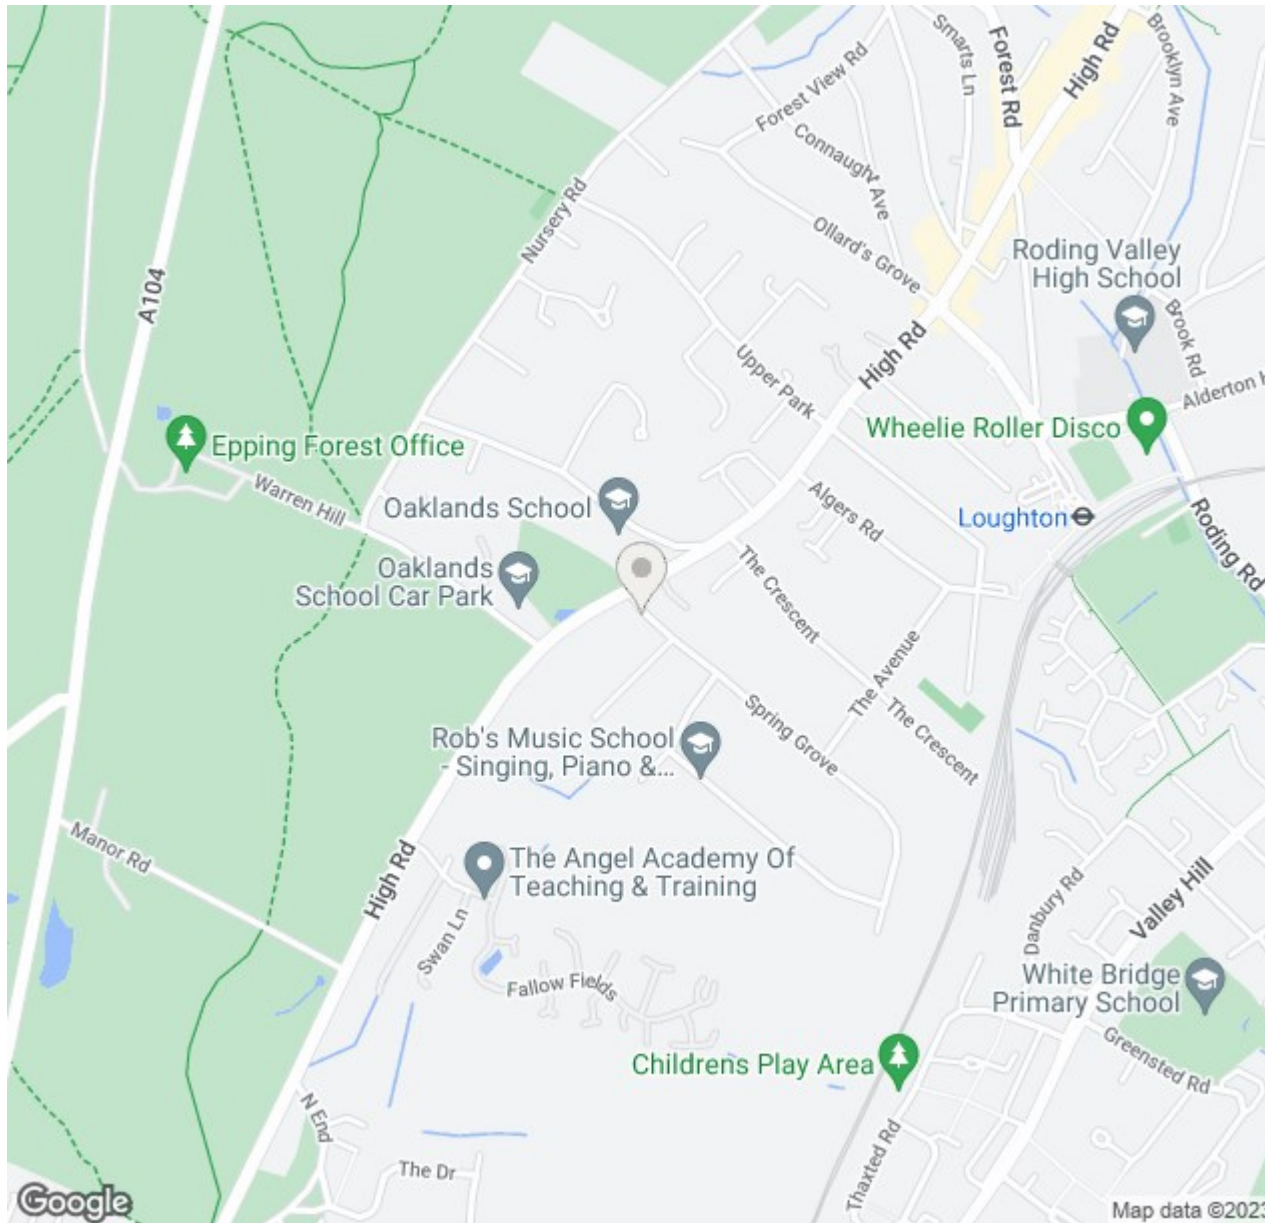 Smarts Ln
Forest Rd
High Rd
Brooklyn Ave
Forest View Rd
Connaught Ave
Nursery Rd
Ollard's Grove
Roding Valley
High School
A104
Brook Rd
High Rd
Upper Park
Alderton H
Wheelie Roller Disco
Epping Forest Office
Warren Hill
Oaklands School
Algers Rd
Loughton
Roding Rd
Oaklands
School Car Park
The Crescent
The Avenue
The Crescent
Spring Grove
Rob's Music School
- Singing, Piano &...
Manor Rd
High Rd
The Angel Academy Of
Teaching & Training
Danbury Rd
Valley Hill
Swan Ln
Fallow Fields
White Bridge
Primary School
Childrens Play Area
Greensted Rd
N End
The Dr
Thaxted Rd
Google
Map data ©2023